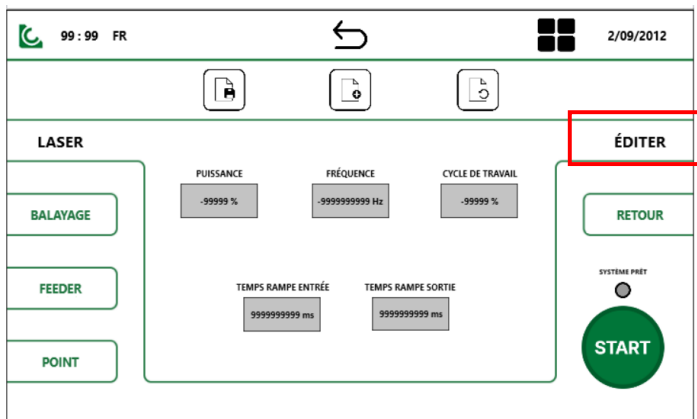 99 : 99 FR
2/09/2012
LASER
ÉDITER
PUISSANCE
FRÉQUENCE
CYCLE DE TRAVAIL
-99999 %
-9999999999 Hz
-99999 %
BALAYAGE
RETOUR
SYSTÈME PRÊT
FEEDER
TEMPS RAMPE ENTRÉE
TEMPS RAMPE SORTIE
9999999999 ms
9999999999 ms
START
POINT